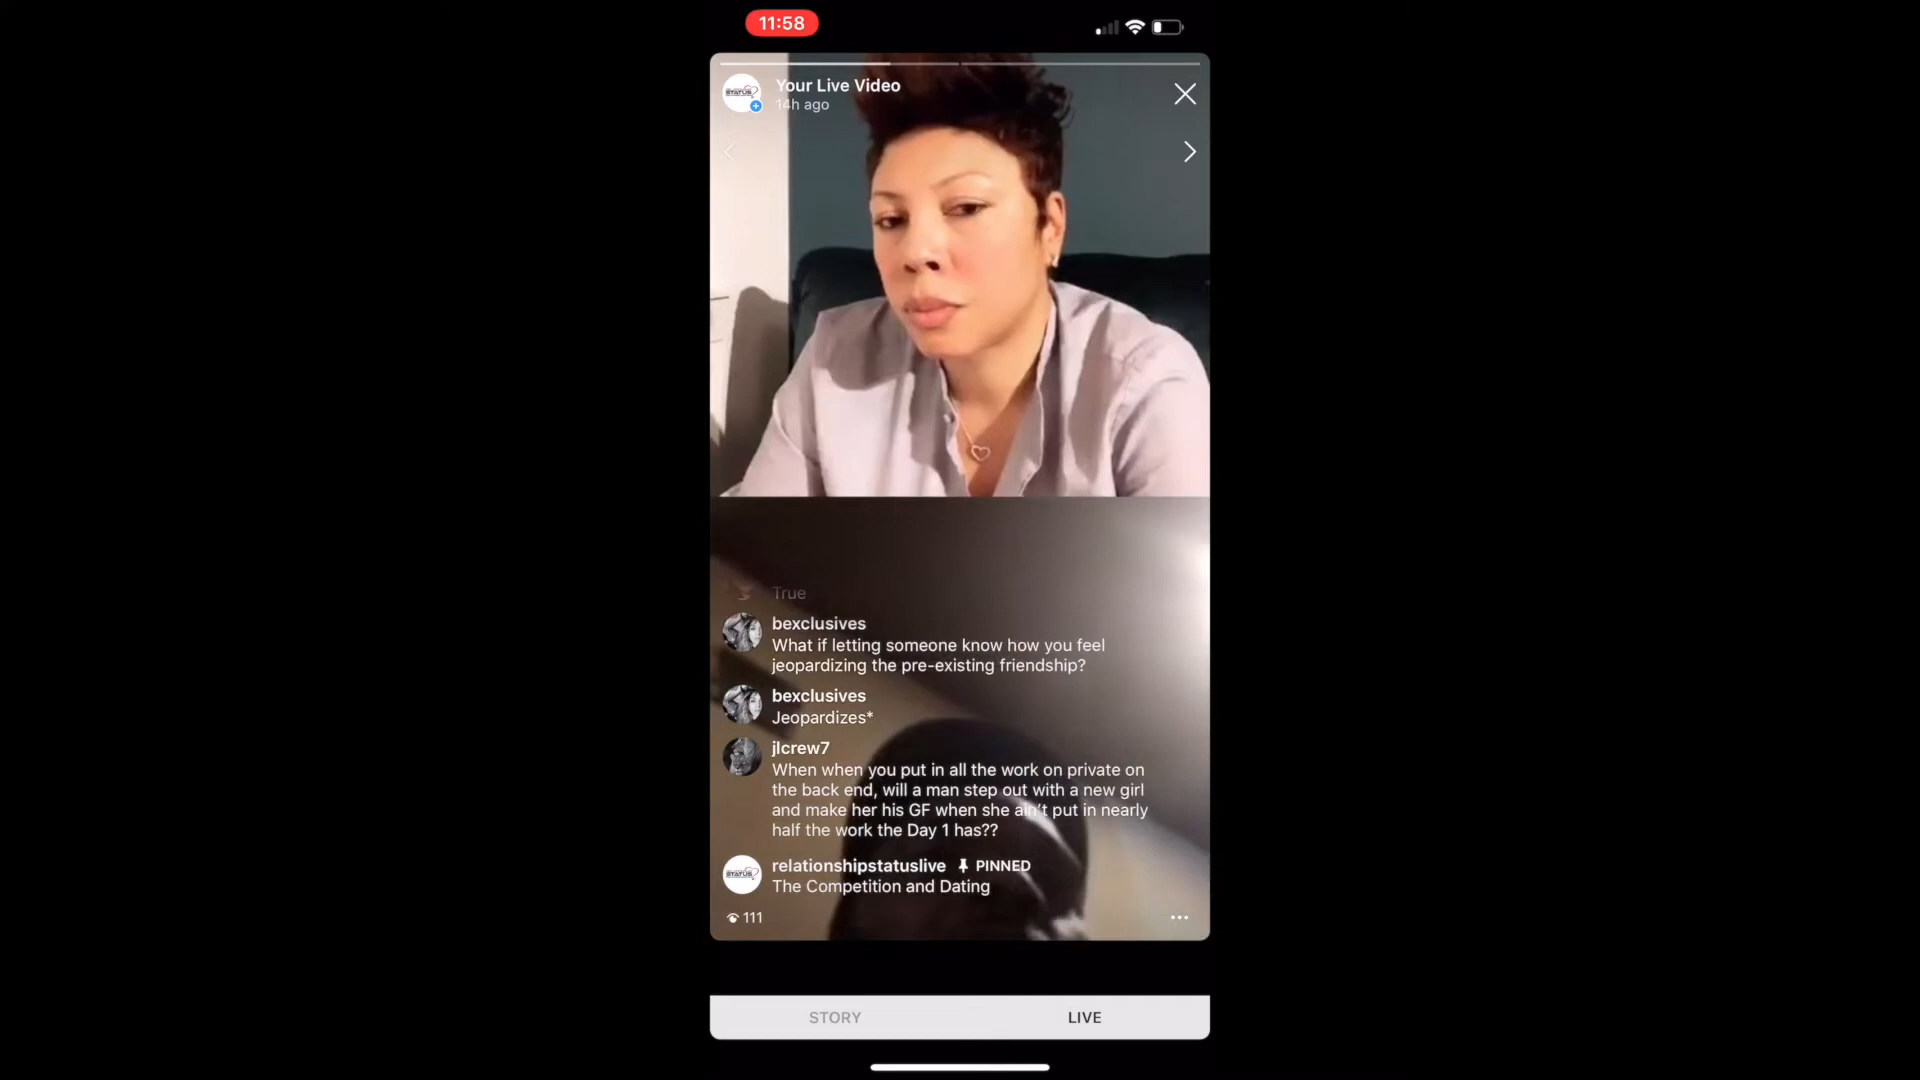 11:58
STATUS
Your Live Video
14h ago
True
bexclusives
What if letting someone know how you feel
jeopardizing the pre-existing friendship?
bexclusives
Jeopardizes*
jlcrew7
When when you put in all the work on private on
the back end, will a man step out with a new girl
and make her his GF when she ain't put in nearly
half the work the Day 1 has??
STATUS
relationshipstatuslive PINNED
The Competition and Dating
111
STORY
LIVE